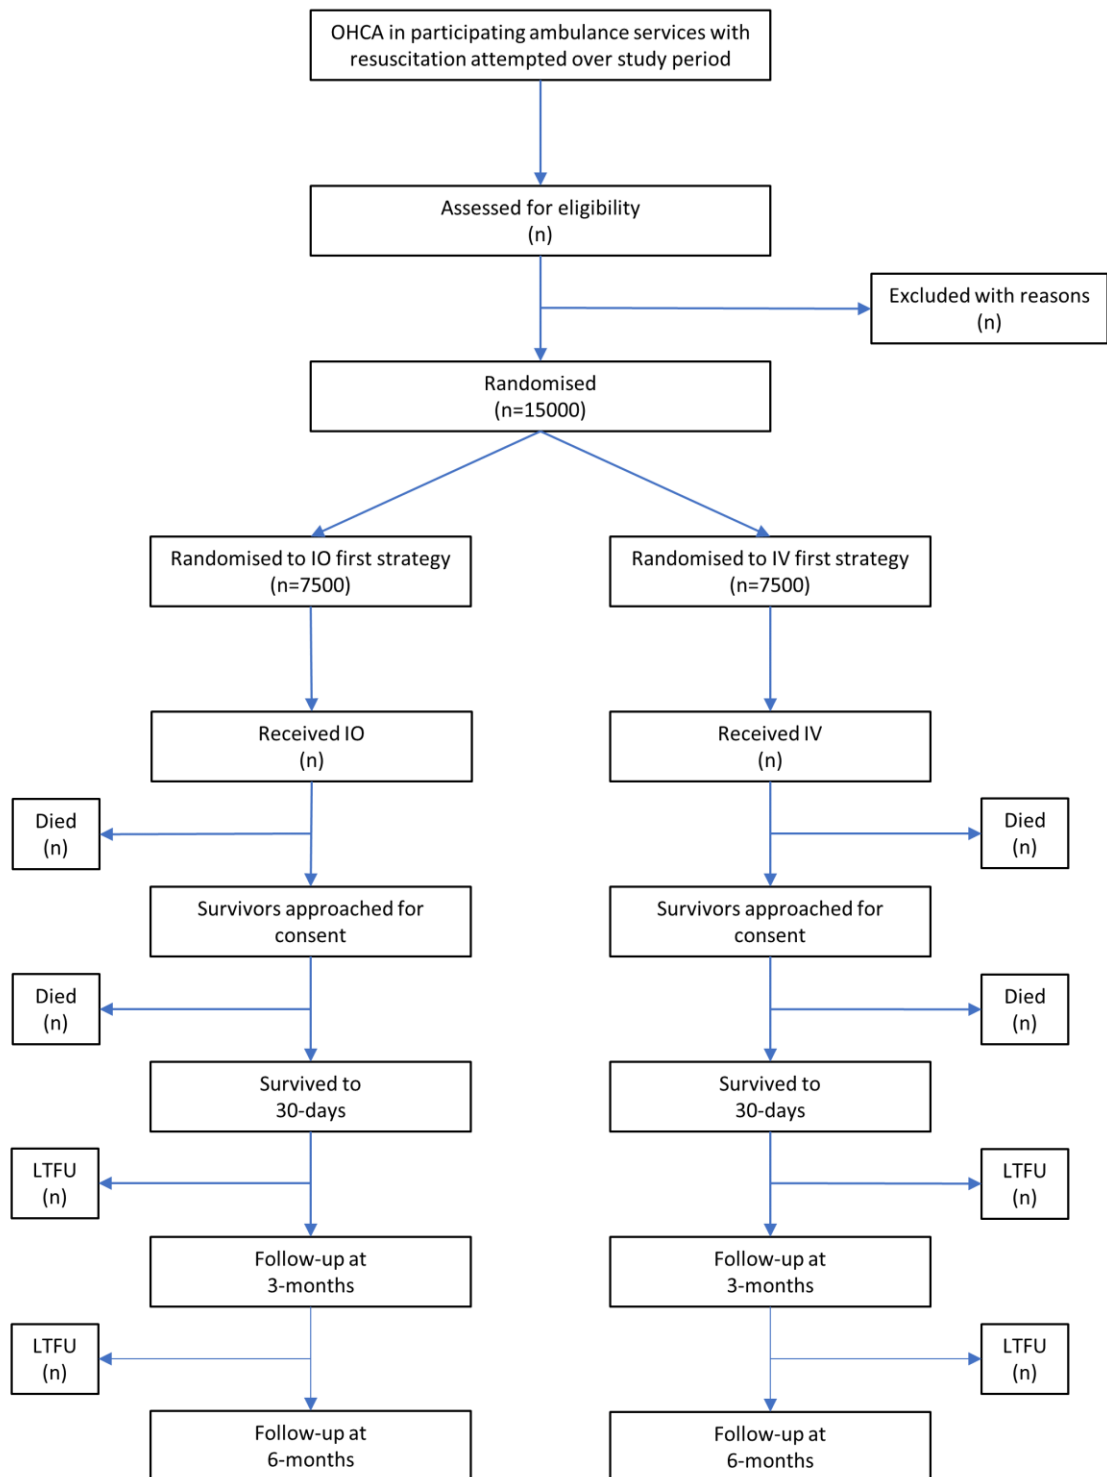 OHCA in participating ambulance services with
resuscitation attempted over study period
Assessed for eligibility
(n)
Excluded with reasons
(n)
Randomised
(n=15000)
Randomised to IO first strategy
(n=7500)
Randomised to IV first strategy
(n=7500)
Received IO
(n)
Received IV
(n)
Died
(n)
Died
(n)
Survivors approached for
consent
Survivors approached for
consent
Died
(n)
Died
(n)
Survived to
30-days
Survived to
30-days
LTFU
(n)
LTFU
(n)
Follow-up at
3-months
Follow-up at
3-months
LTFU
(n)
LTFU
(n)
Follow-up at
6-months
Follow-up at
6-months